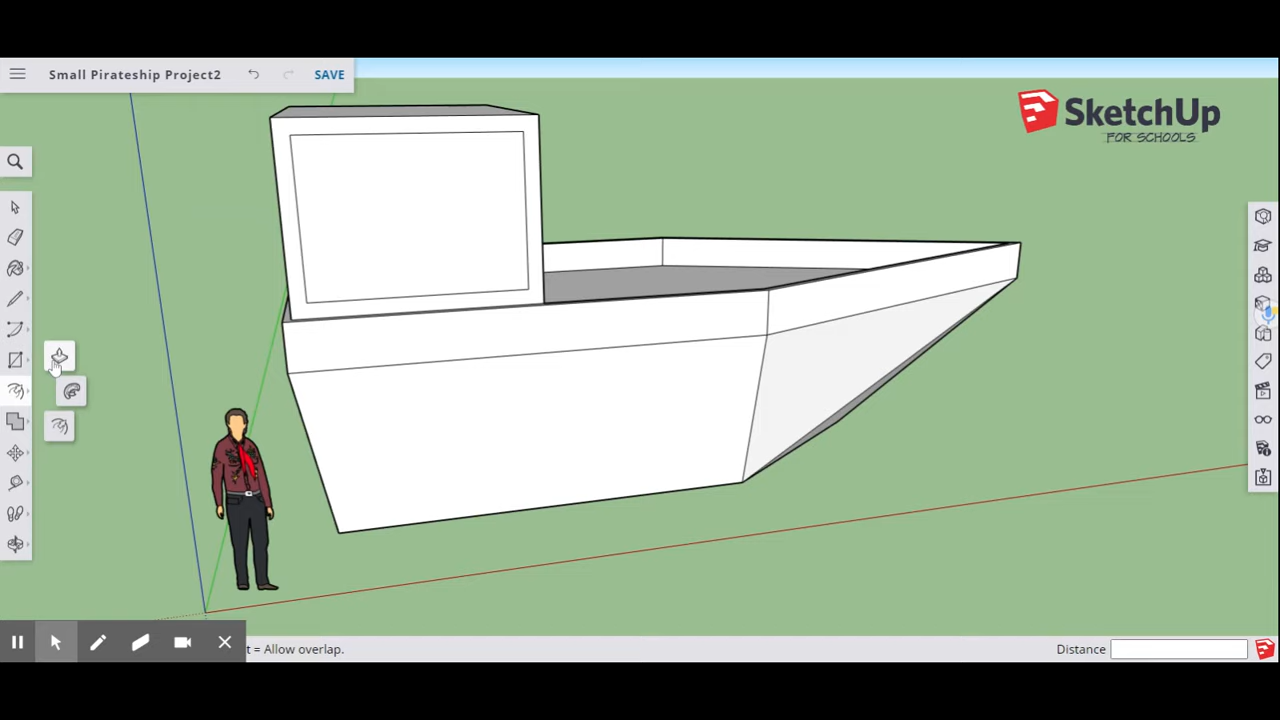 Small Pirateship Project2
SAVE
SketchUp
FOR SCHOOLS
t = Allow overlap.
Distance